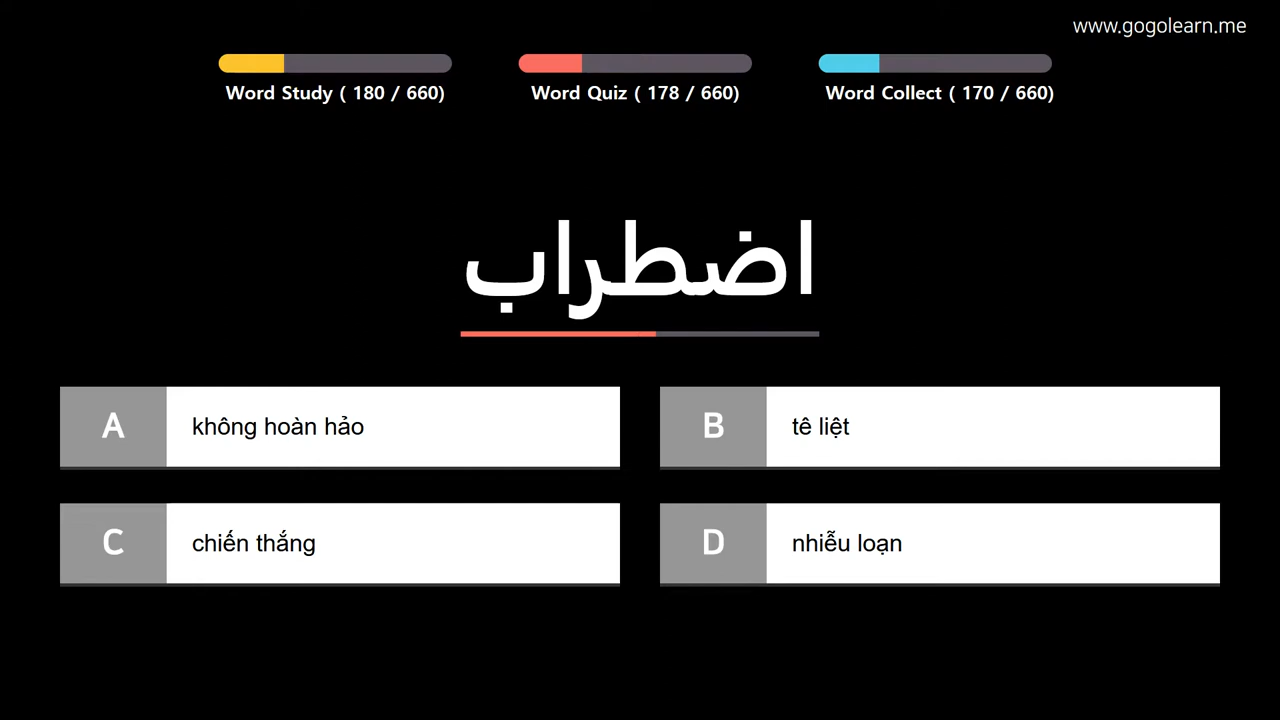 www.gogolearn.me
Word Study ( 180 / 660)
Word Quiz ( 178 / 660)
Word Collect ( 170 / 660)
اضطراب
A không hoàn hảo
B tê liệt
C chiến thắng
D nhiễu loạn